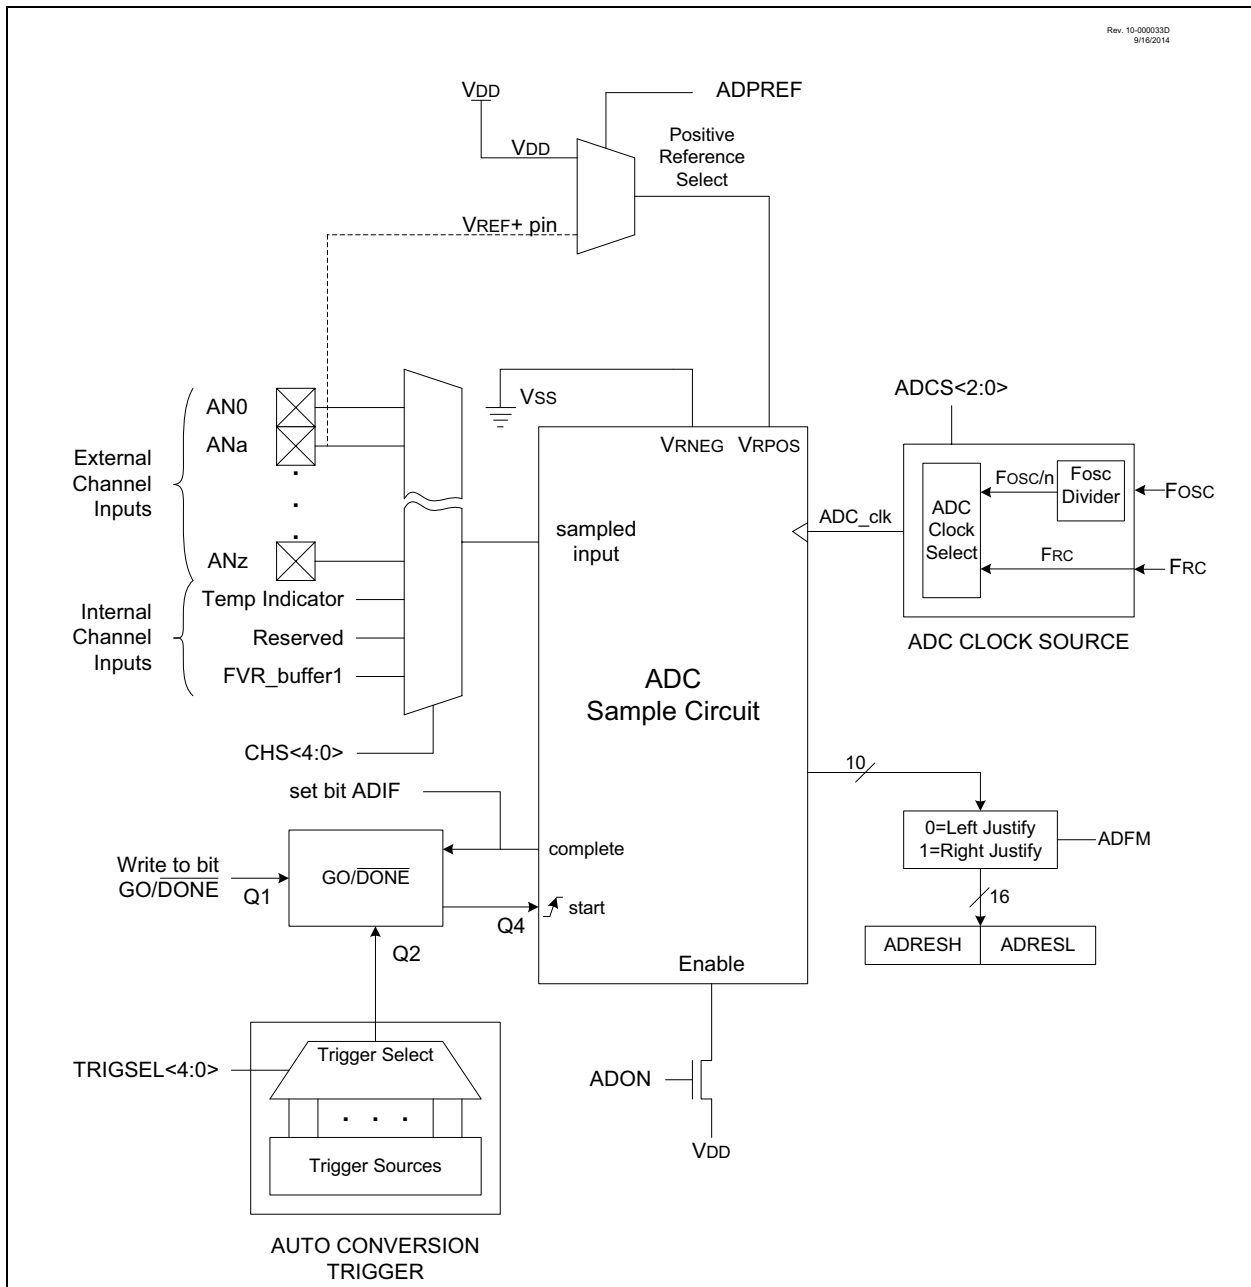 Rev. 10-000033D
9/16/2014
VDD
ADPREF
VDD
Positive
Reference
Select
VREF+ pin
VSS
ADCS<2:0>
AN0
ANa
External
Channel
Inputs
ANz
VRNEG
VRPOS
FOSC/n
Fosc
Divider
FOSC
ADC
Clock
Select
ADC_clk
FRC
FRC
ADC CLOCK SOURCE
sampled
input
Temp Indicator
Internal
Channel
Inputs
Reserved
FVR_buffer1
ADC
Sample Circuit
CHS<4:0>
set bit ADIF
10
0=Left Justify
1=Right Justify
ADFM
16
ADRESH
ADRESL
complete
Write to bit
GO/DONE
Q1
GO/DONE
Q4
start
Q2
Enable
TRIGSEL<4:0>
Trigger Select
. . .
Trigger Sources
ADON
VDD
AUTO CONVERSION
TRIGGER